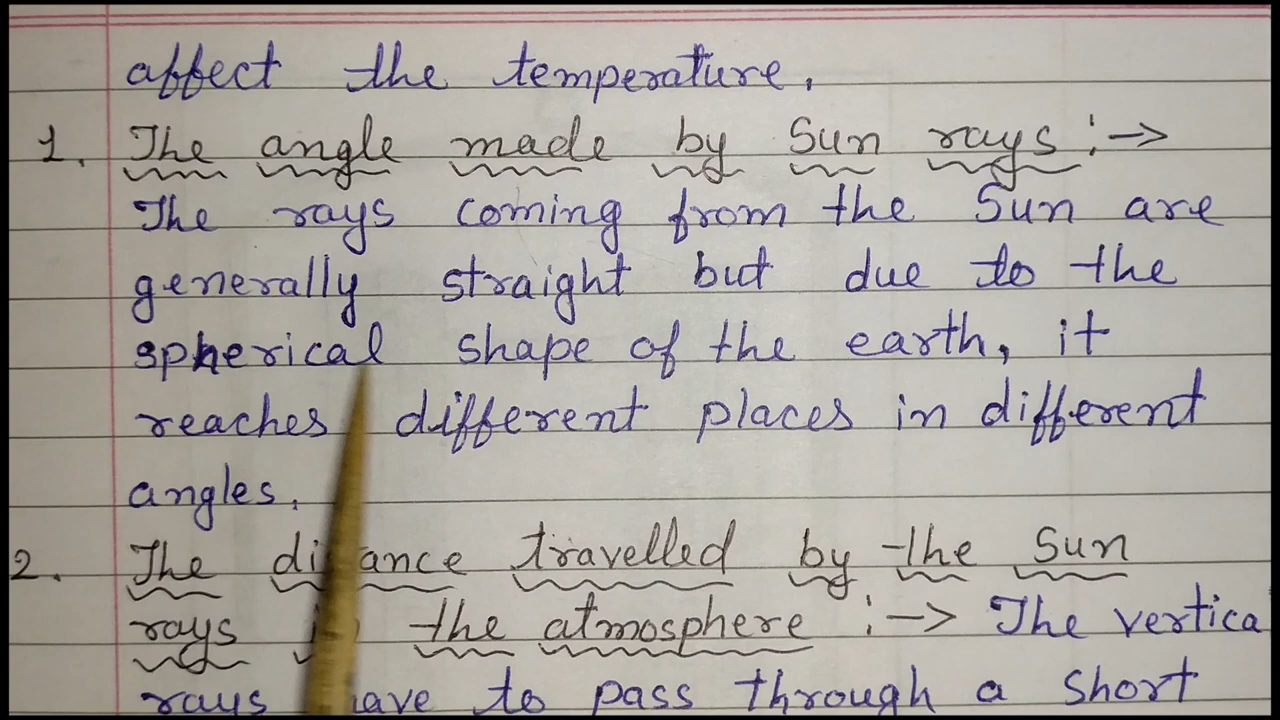 affect the temperature.
1. The angle made by Sun rays :->
The rays coming from the Sun are
generally straight but due to the
spherical shape of the earth, it
reaches different places in different
angles.
2. The distance travelled by the Sun
rays the atmosphere :-> The vertica
rays have to pass through a short